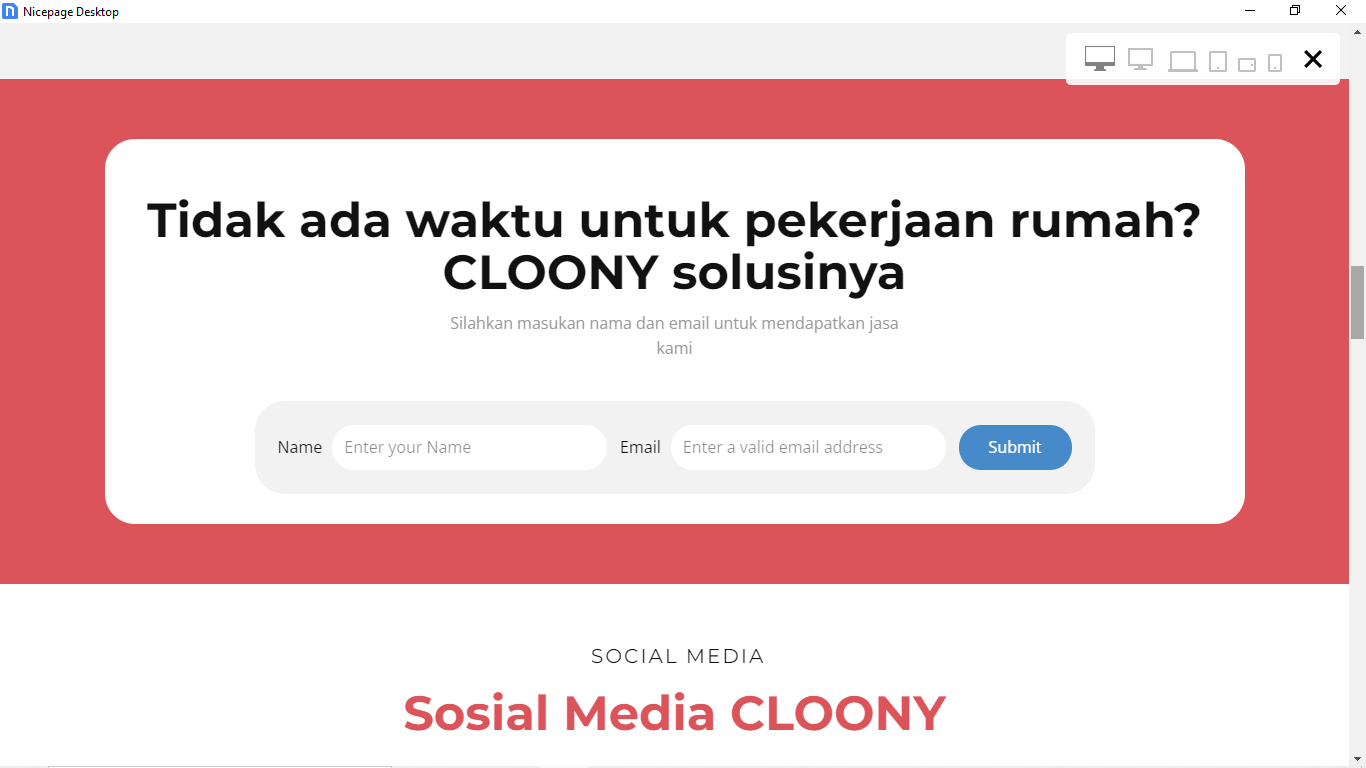 Nicepage Desktop
Tidak ada waktu untuk pekerjaan rumah?
CLOONY solusinya
Silahkan masukan nama dan email untuk mendapatkan jasa
kami
Name Enter your Name Email Enter a valid email address Submit
SOCIAL MEDIA
Sosial Media CLOONY